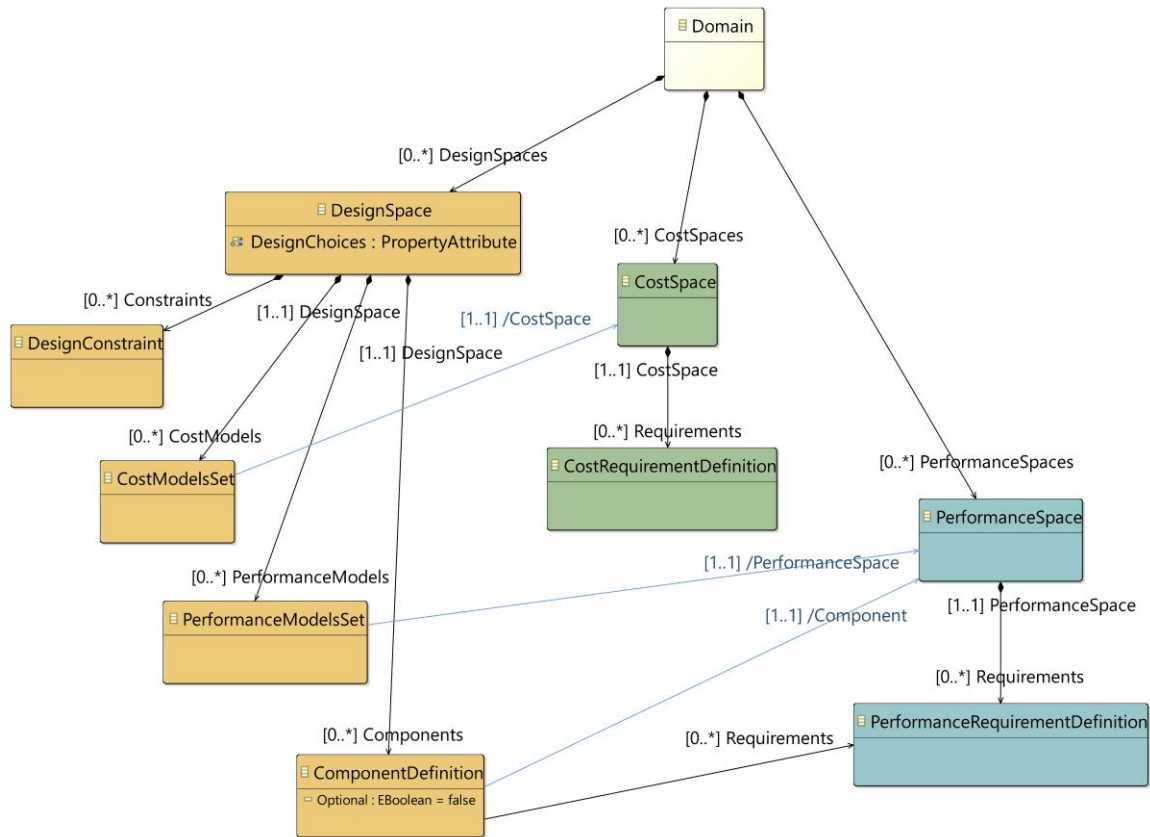 Domain
[0..*] DesignSpaces
DesignSpace
DesignChoices : PropertyAttribute
[0..*] CostSpaces
CostSpace
[0..*] Constraints
[1..1] DesignSpace
[1..1] /CostSpace
DesignConstraint
[1..1] DesignSpace
[1..1] CostSpace
[0..*] CostModels
[0..*] Requirements
CostModelsSet
CostRequirementDefinition
[0..*] PerformanceSpaces
PerformanceSpace
[0..*] PerformanceModels
[1..1] /PerformanceSpace
PerformanceModelsSet
[1..1] /Component
[1..1] PerformanceSpace
[0..*] Requirements
[0..*] Components
[0..*] Requirements
PerformanceRequirementDefinition
ComponentDefinition
Optional : EBoolean = false